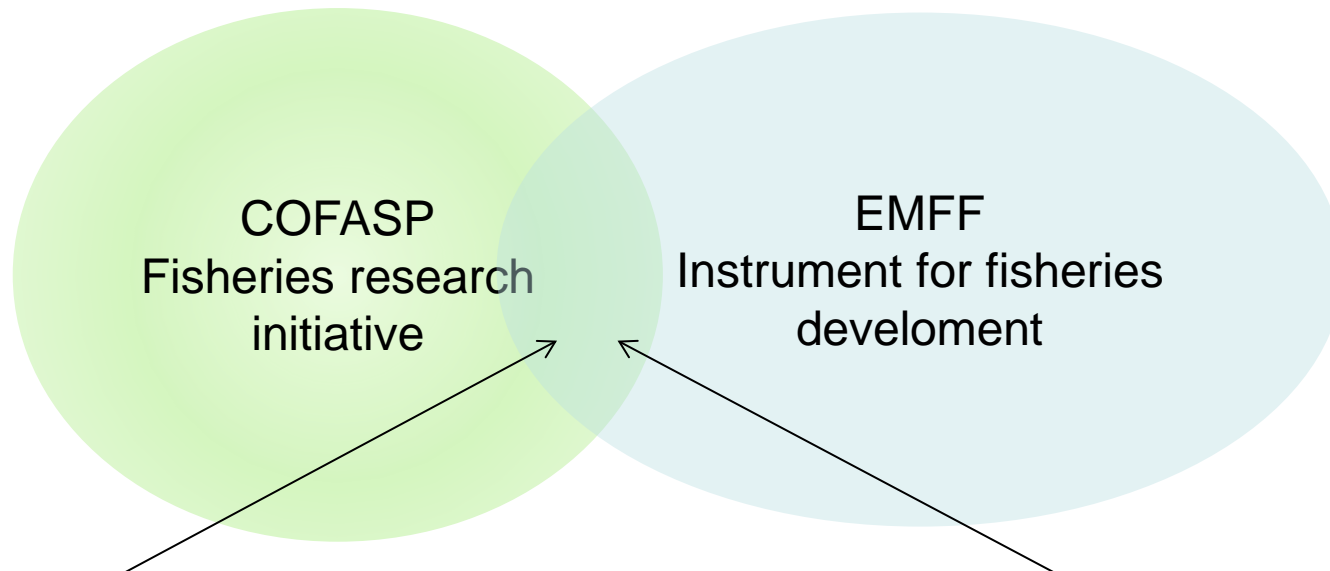 COFASP
Fisheries research
initiative
EMFF
Instrument for fisheries
develoment